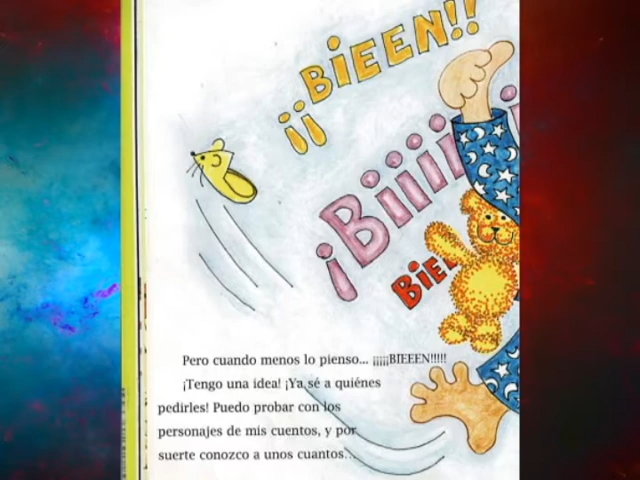 ¡¡BIEEN!!
¡Biiiii
BIE
Pero cuando menos lo pienso... ¡¡¡¡¡BIEEEN!!!!!
¡Tengo una idea! ¡Ya sé a quiénes
pedirles! Puedo probar con los
personajes de mis cuentos, y por
suerte conozco a unos cuantos...